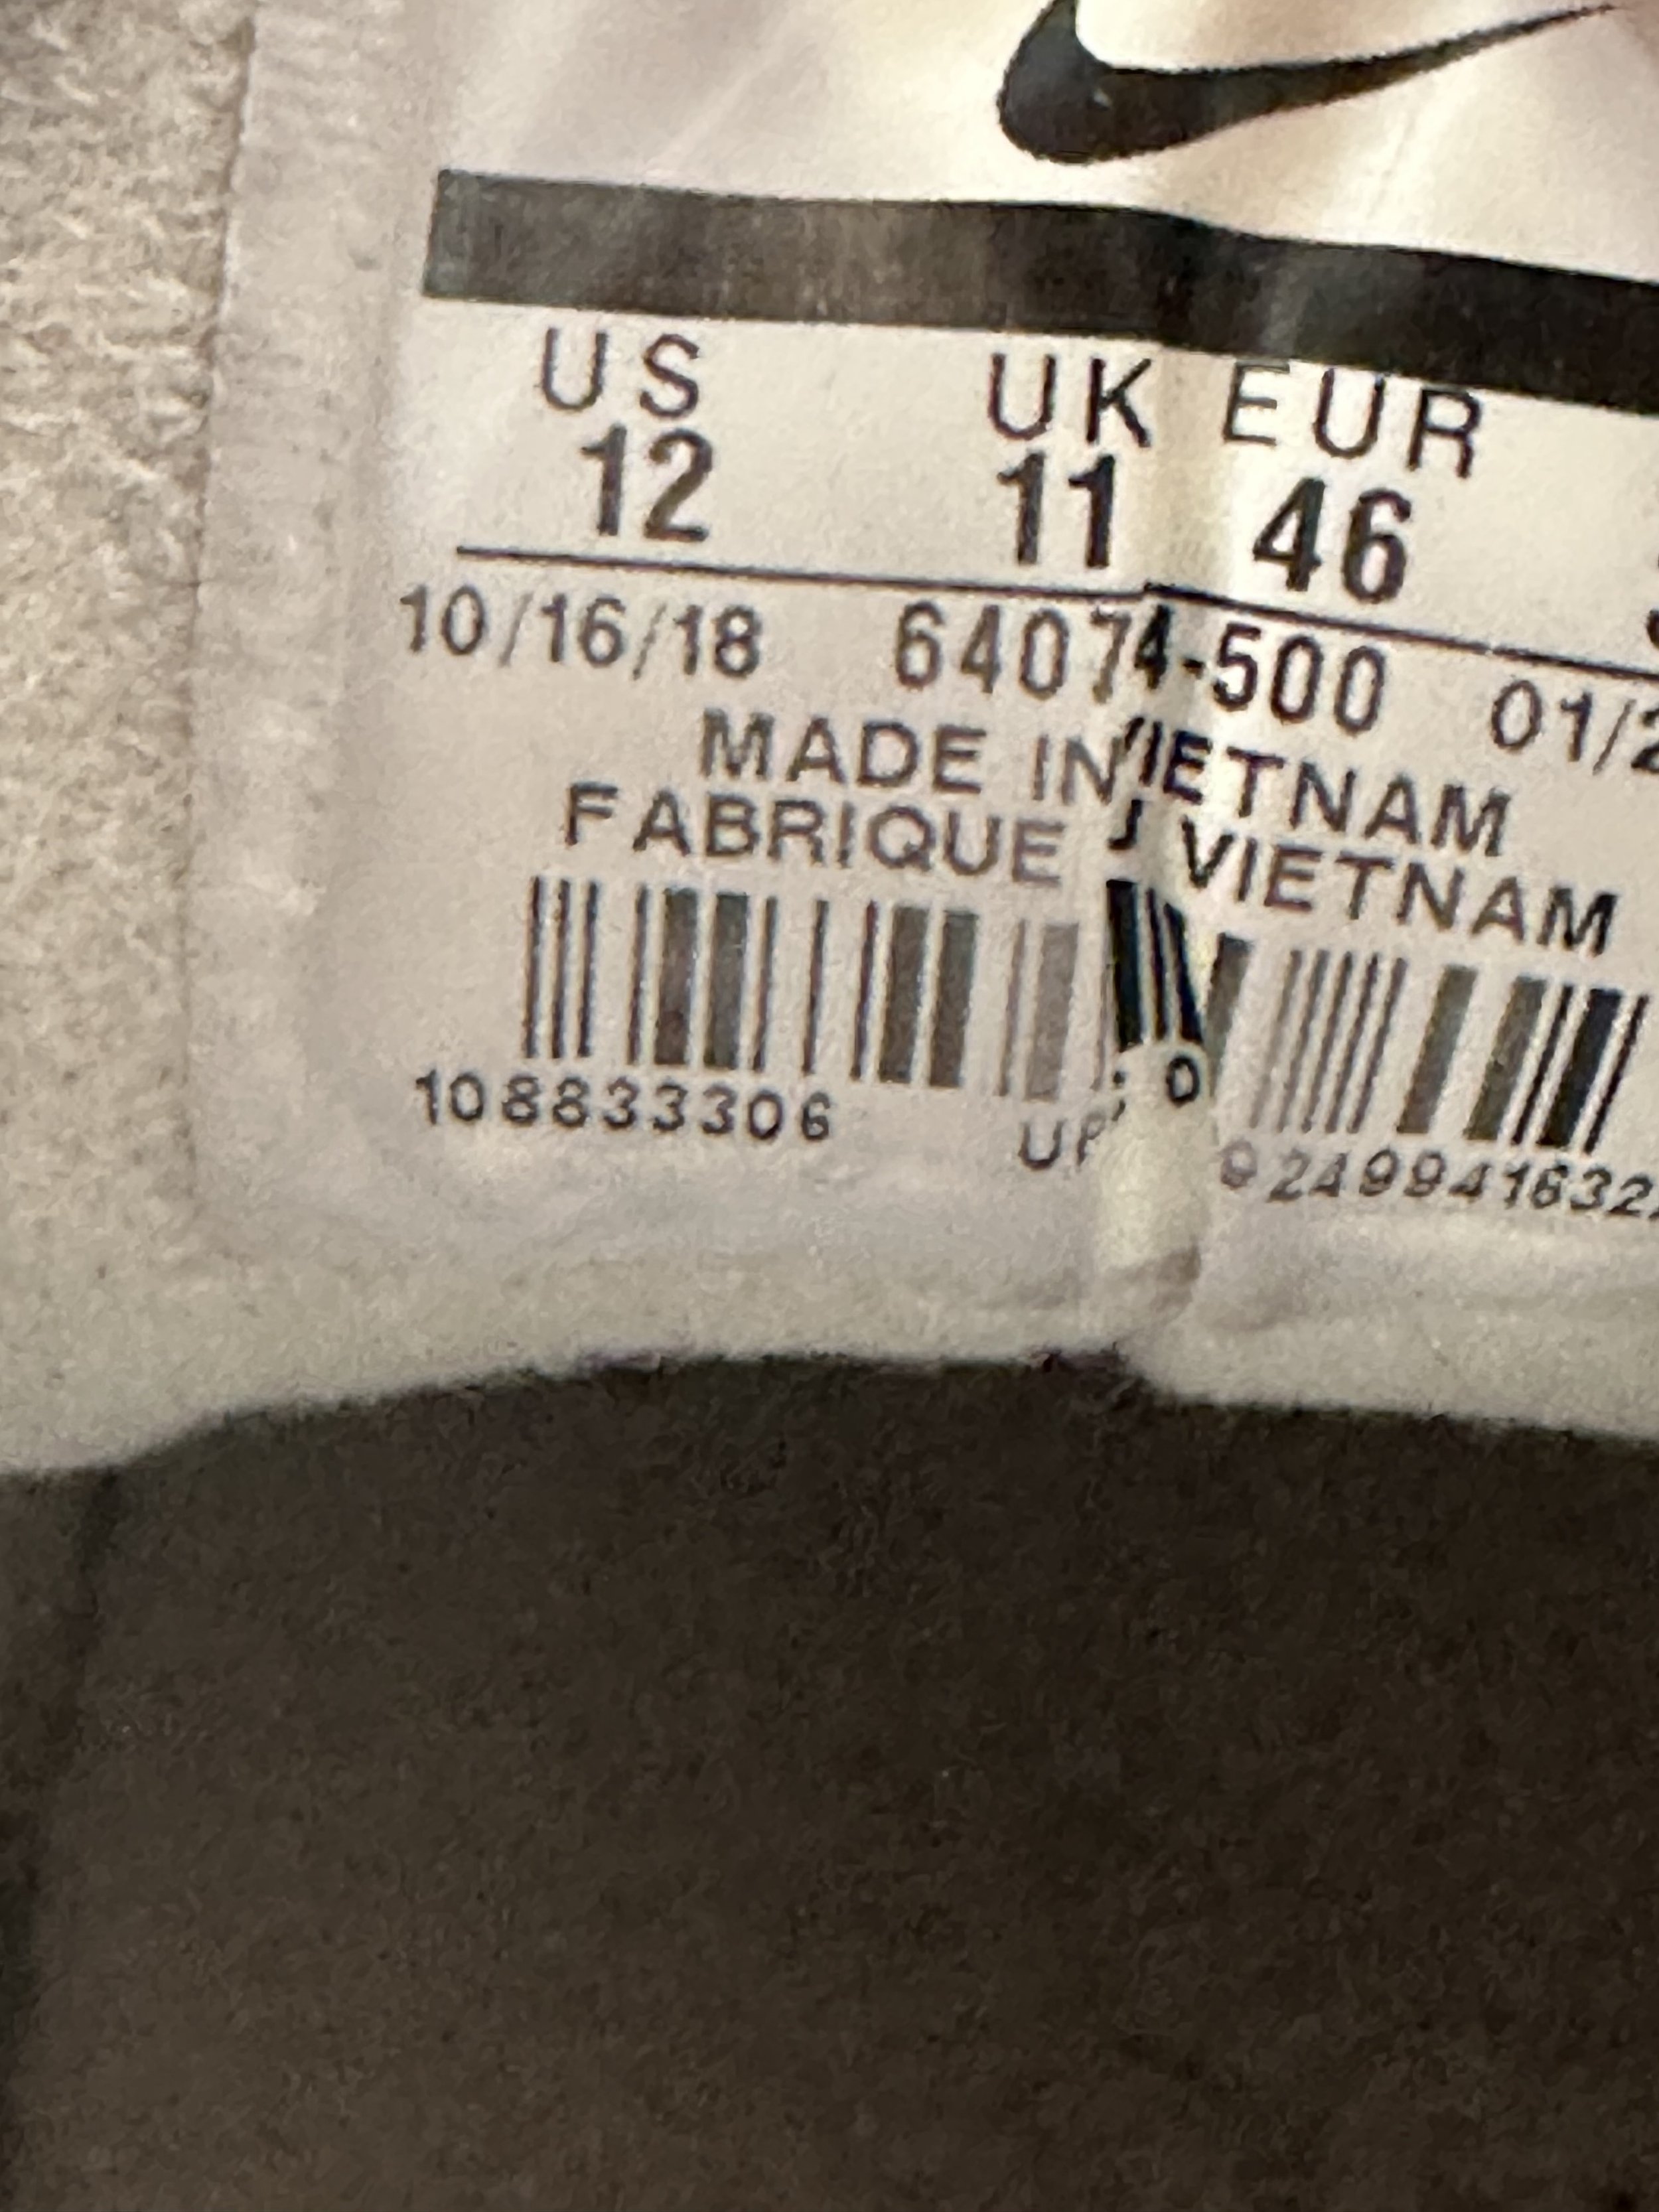 US UK EUR
12 11 46
10/16/18 64074-500 01/2
MADE IN VIETNAM
FABRIQUE VIETNAM
108833306 0